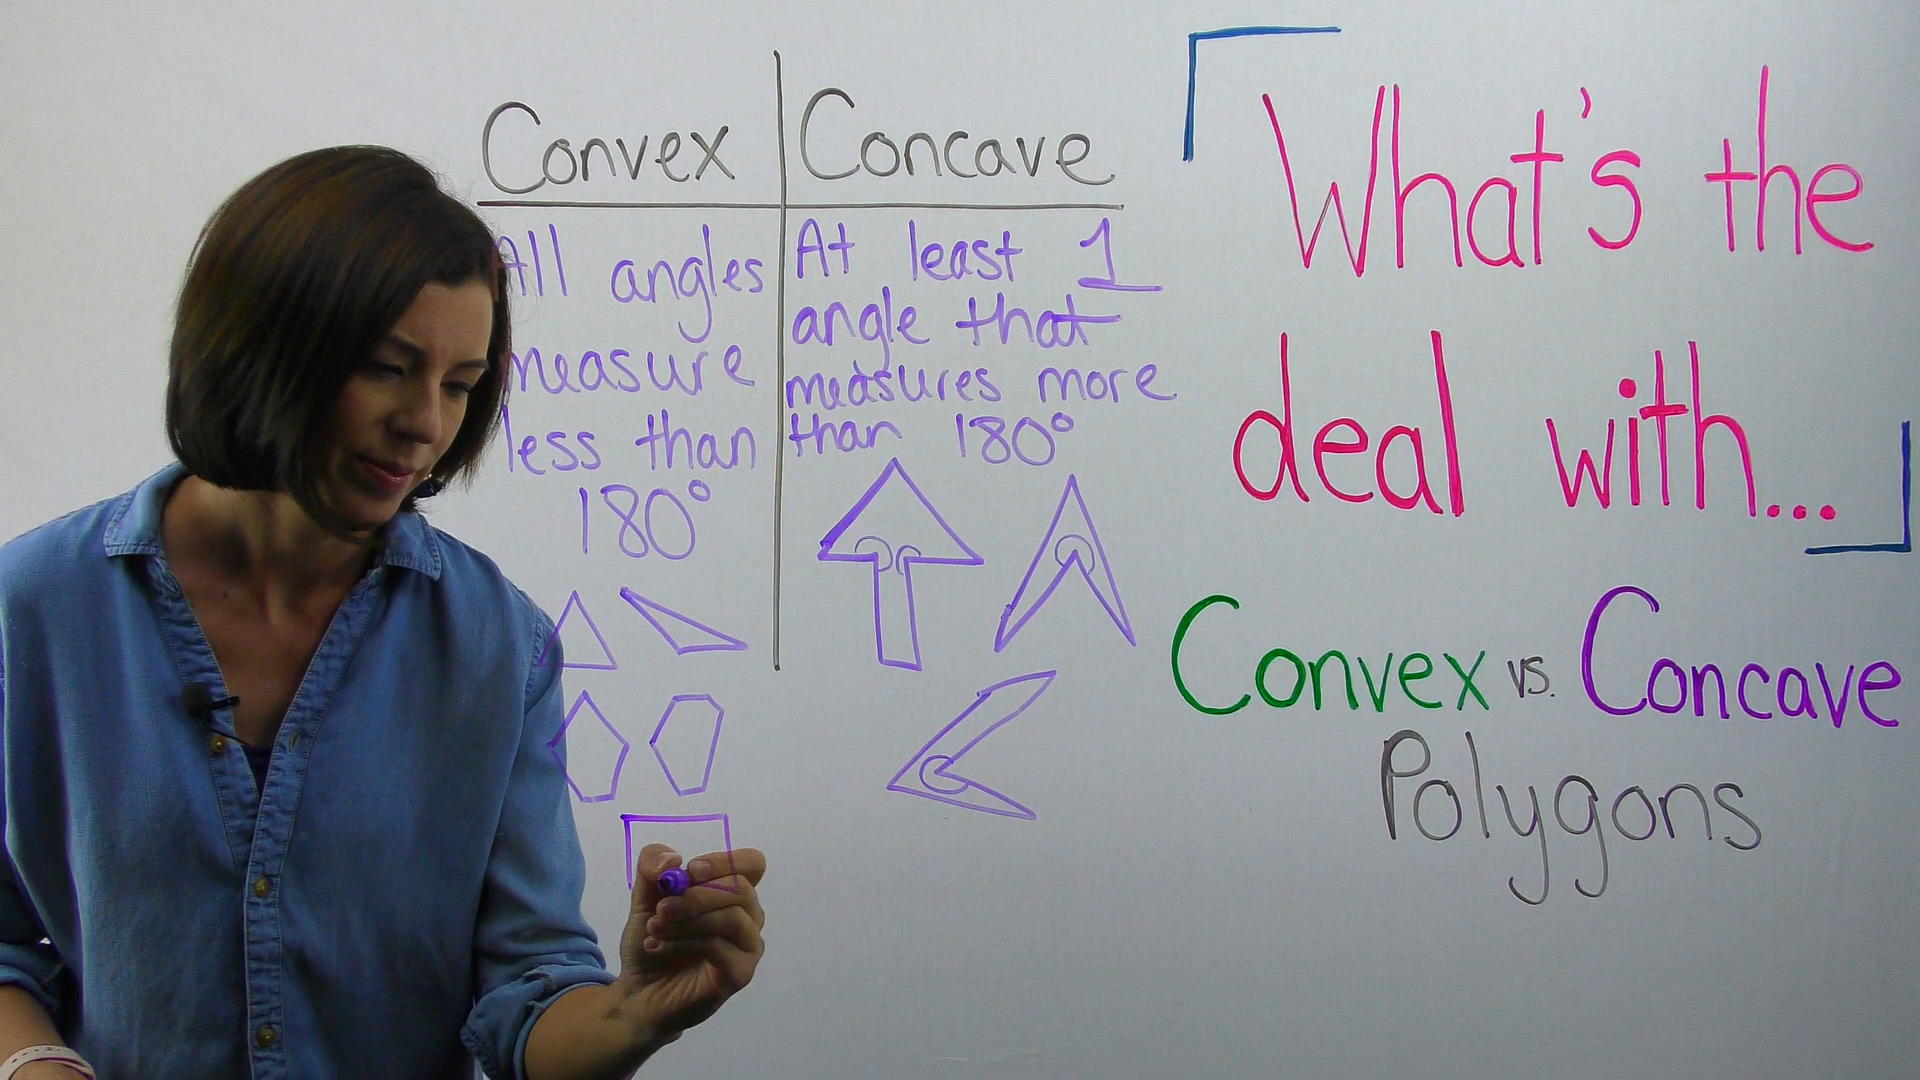 Convex
All angles
measure
less than
180°
Concave
At least 1
angle that
measures more
than 180°
What's the
deal with...
Convex vs. Concave
Polygons